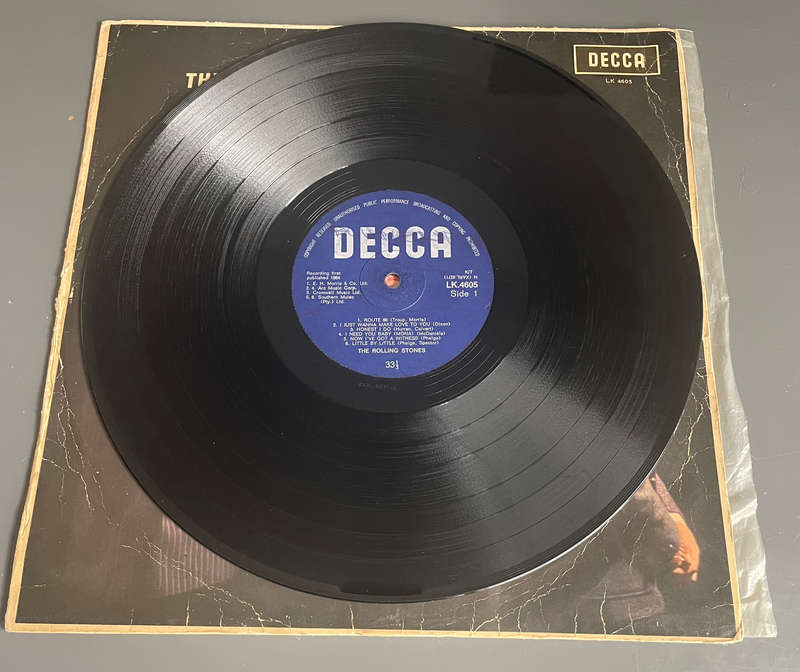 THE
DECCA
LK 4605
COPYRIGHT RESERVED. UNAUTHORISED PUBLIC PERFORMANCE BROADCASTING AND COPYING PROHIBITED
DECCA
Recording first
published 1964
1. E. H. Morris & Co. Ltd.
2. 4. Arc Music Corp.
3. Cromwell Music Ltd.
5. 6. Southern Music
(Pty.) Ltd.
K/T
LK.4605
Side 1
1. ROUTE 66 (Troup, Morris)
2. I JUST WANNA MAKE LOVE TO YOU (Dixon)
3. HONEST I DO (Hurran, Calvert)
4. I NEED YOU BABY (MONA) (McDaniels)
5. NOW I'VE GOT A WITNESS (Phelge)
6. LITTLE BY LITTLE (Phelge, Spector)
THE ROLLING STONES
33⅓